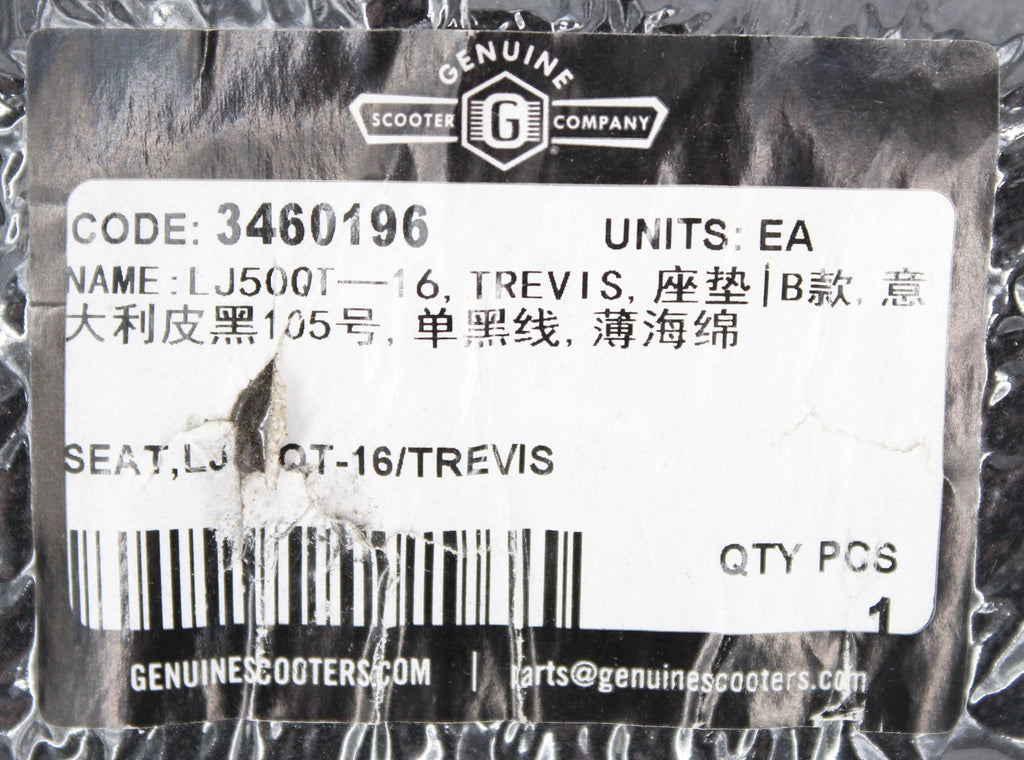 GENUINE
SCOOTER G COMPANY
CODE: 3460196 UNITS: EA
NAME:LJ50QT—16, TREVIS, 座垫|B款, 意
大利皮黑105号, 单黑线, 薄海绵
SEAT,LJ QT-16/TREVIS
QTY PCS
1
GENUINESCOOTERS.COM | parts@genuinescooters.com